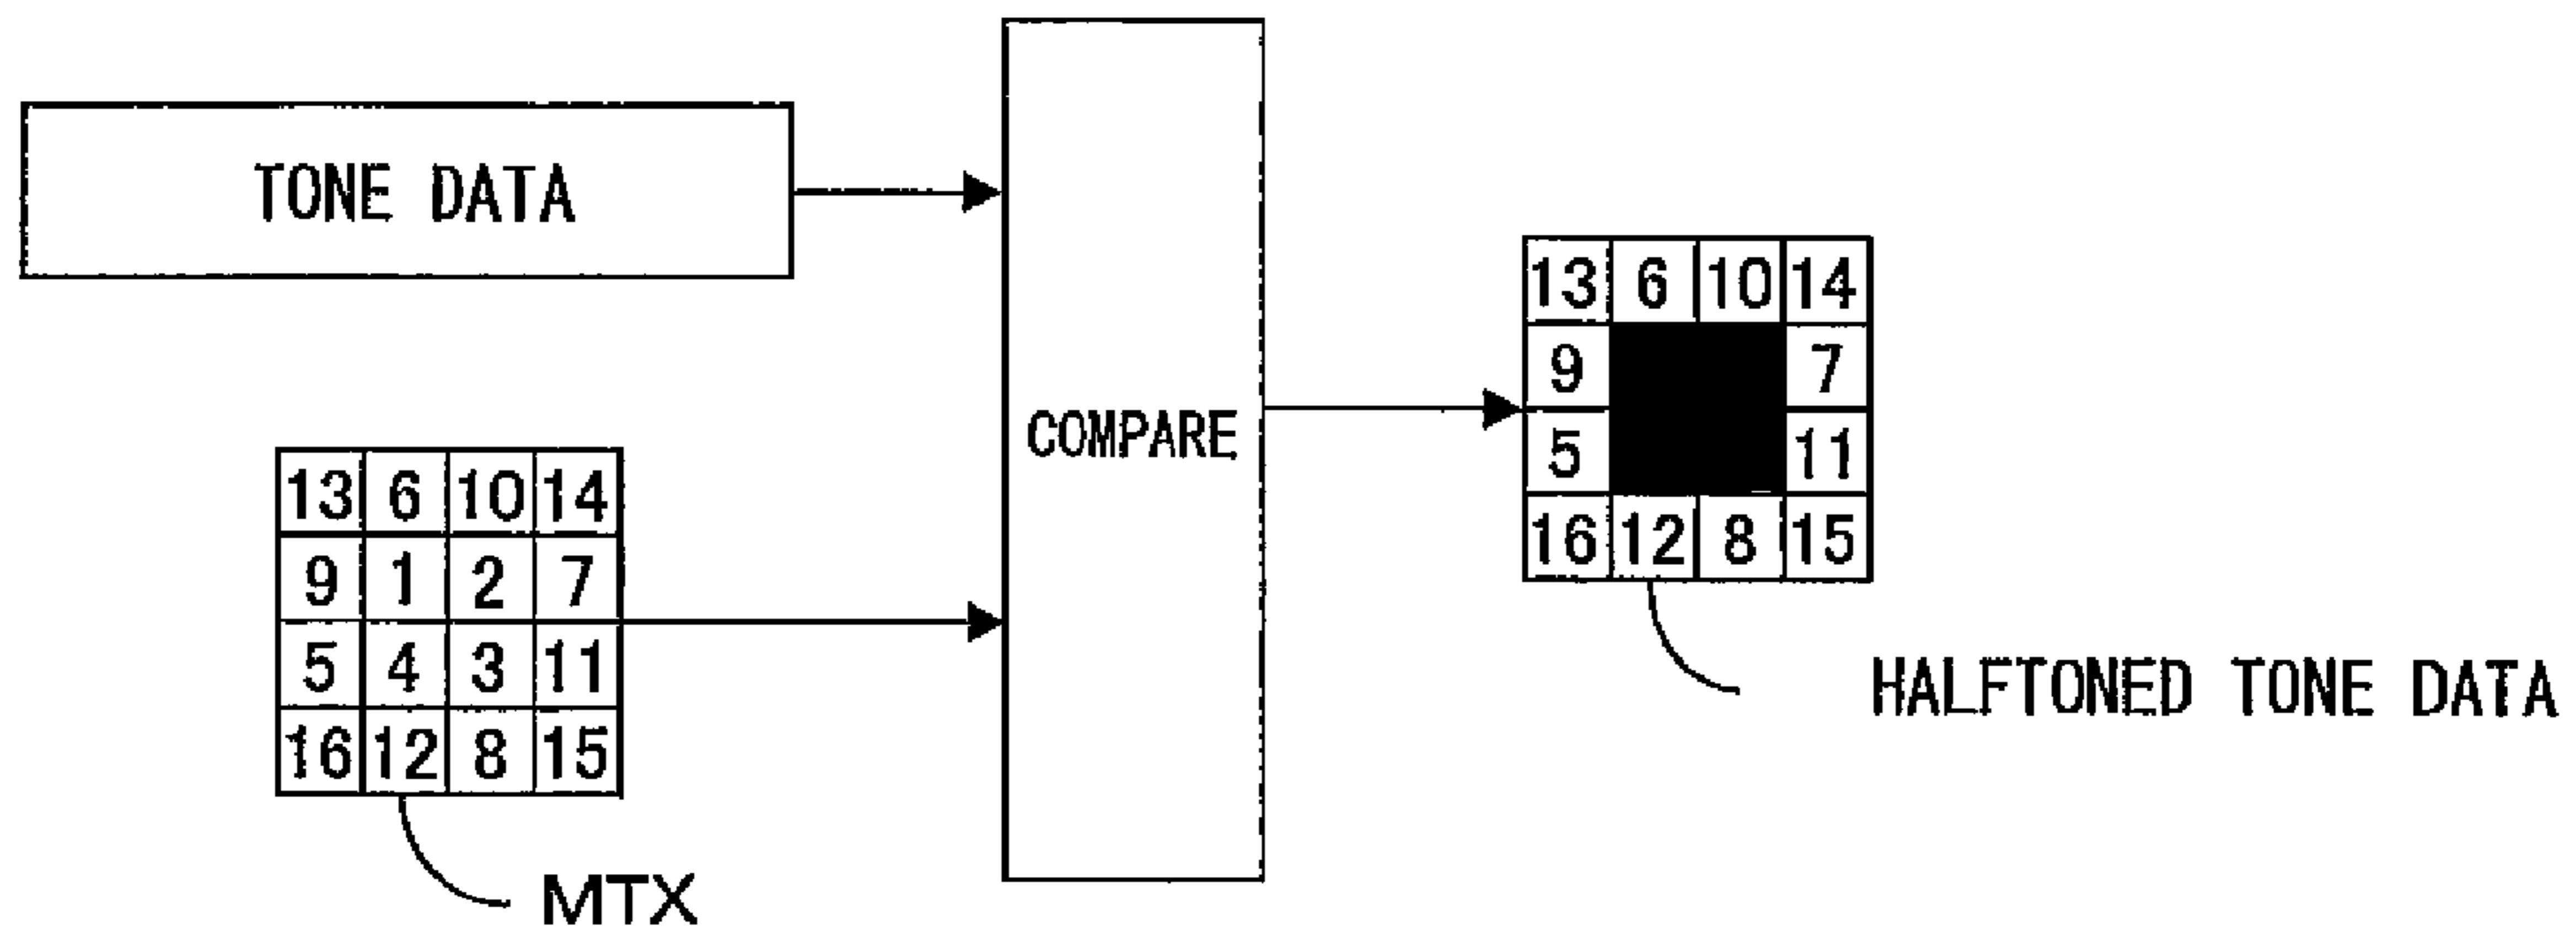 TONE DATA
COMPARE
13 6 10 14
9 1 2 7
5 4 3 11
16 12 8 15
MTX
13 6 10 14
9 7
5 11
16 12 8 15
HALFTONED TONE DATA